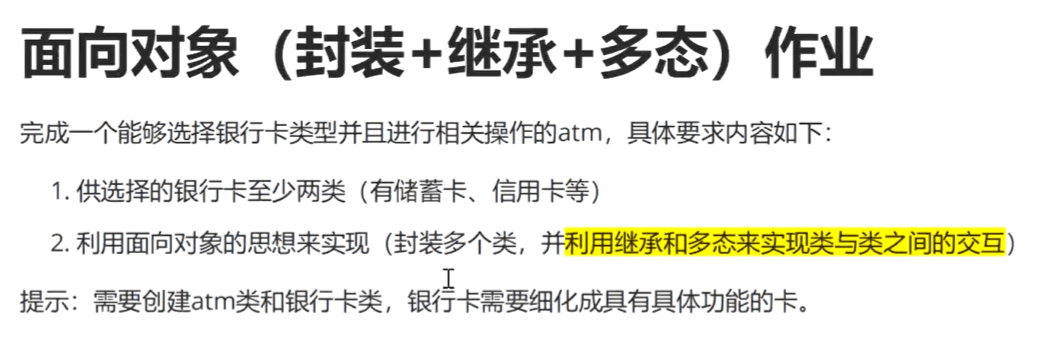 面向对象（封装+继承+多态）作业
完成一个能够选择银行卡类型并且进行相关操作的atm，具体要求内容如下：
1. 供选择的银行卡至少两类（有储蓄卡、信用卡等）
2. 利用面向对象的思想来实现（封装多个类，并利用继承和多态来实现类与类之间的交互）
提示：需要创建atm类和银行卡类，银行卡需要细化成具有具体功能的卡。